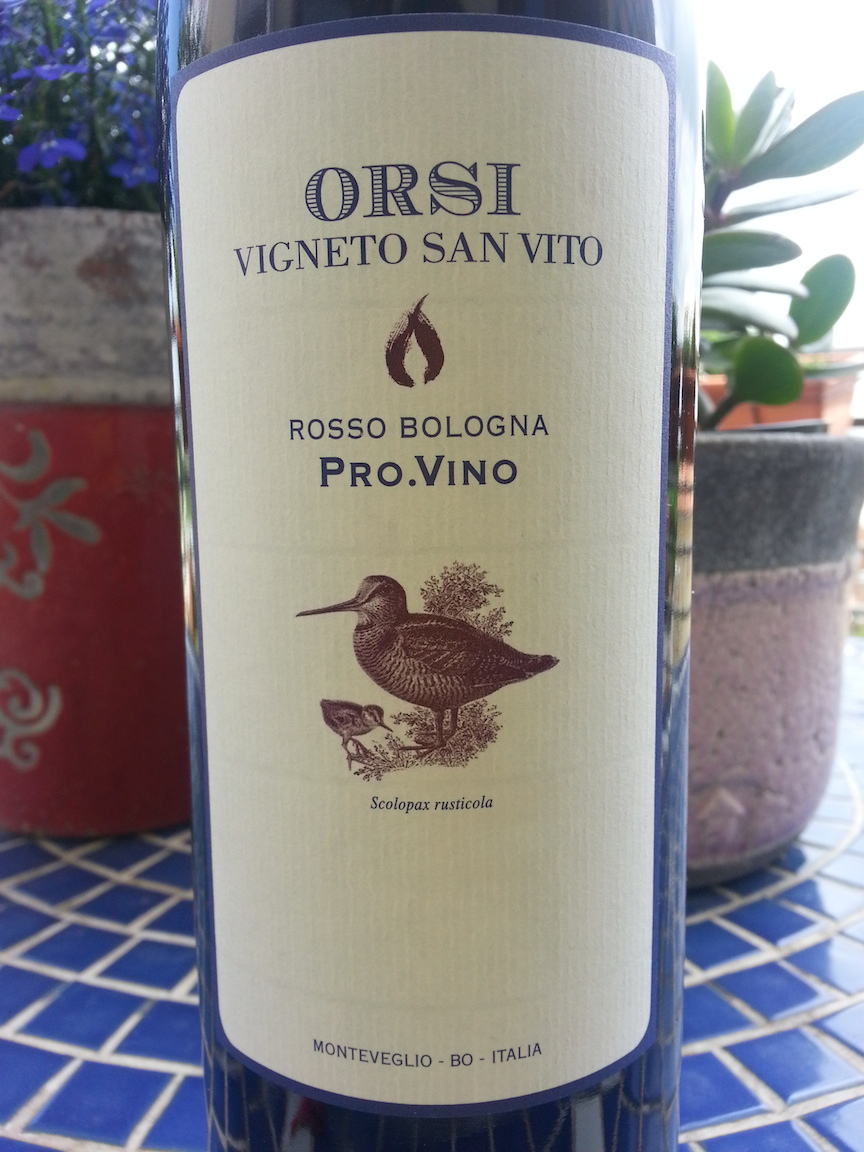 ORSI
VIGNETO SAN VITO
ROSSO BOLOGNA
PRO.VINO
Scolopax rusticola
MONTEVEGLIO - BO - ITALIA